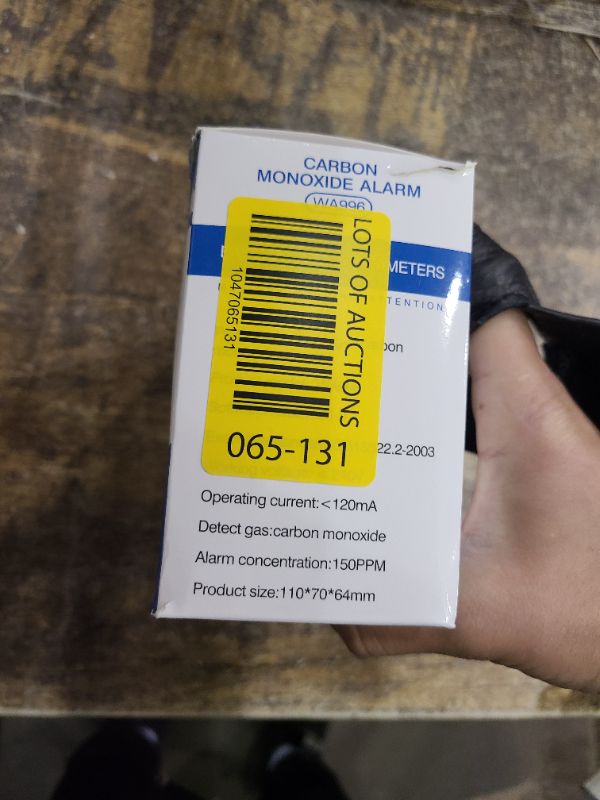 CARBON
MONOXIDE ALARM
WA996
METERS
TENTION
LOTS OF AUCTIONS
1047065131
065-131
22.2-2003
Operating current:<120mA
Detect gas:carbon monoxide
Alarm concentration:150PPM
Product size:110*70*64mm